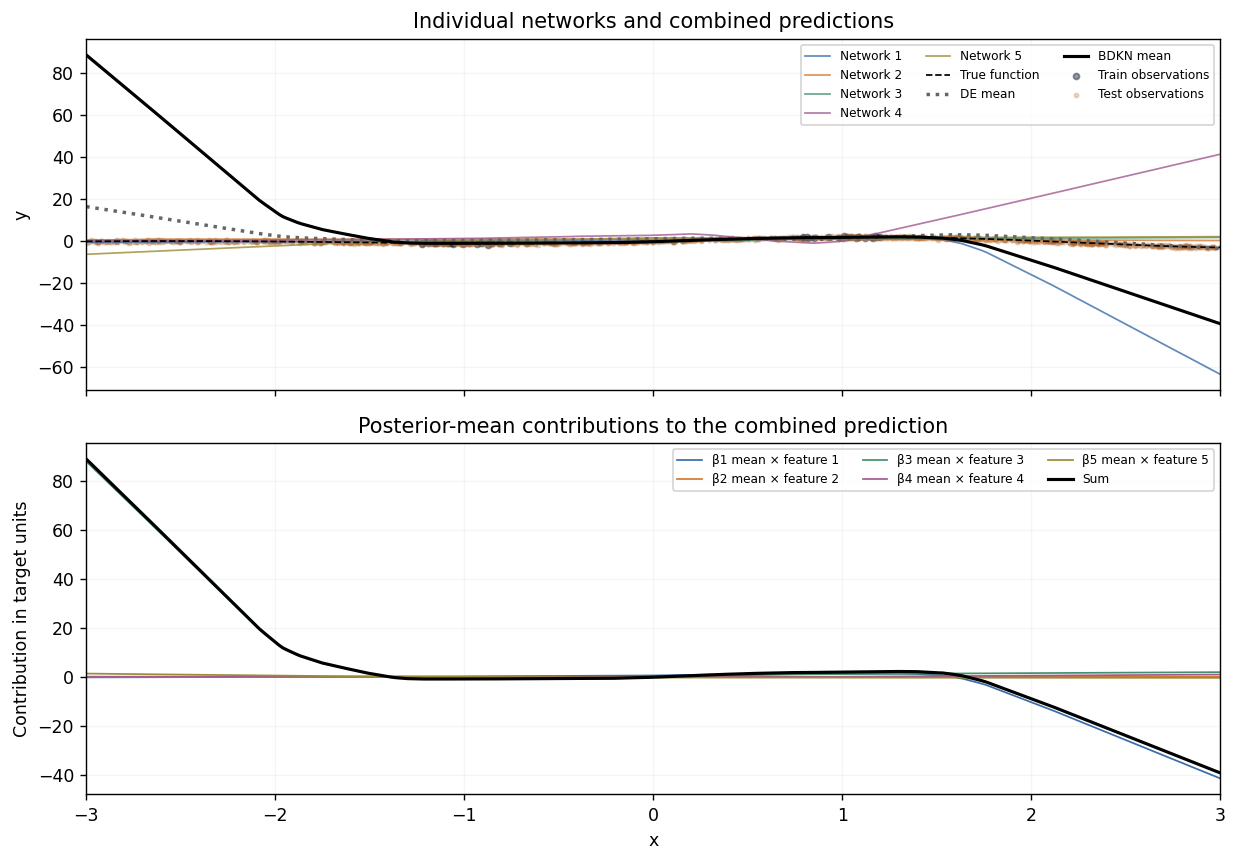 Individual networks and combined predictions
80
60
40
20
0
−20
−40
−60
y
Network 1
Network 2
Network 3
Network 4
Network 5
True function
DE mean
BDKN mean
Train observations
Test observations
Posterior-mean contributions to the combined prediction
80
60
40
20
0
−20
−40
Contribution in target units
β1 mean × feature 1
β2 mean × feature 2
β3 mean × feature 3
β4 mean × feature 4
β5 mean × feature 5
Sum
−3 −2 −1 0 1 2 3
x